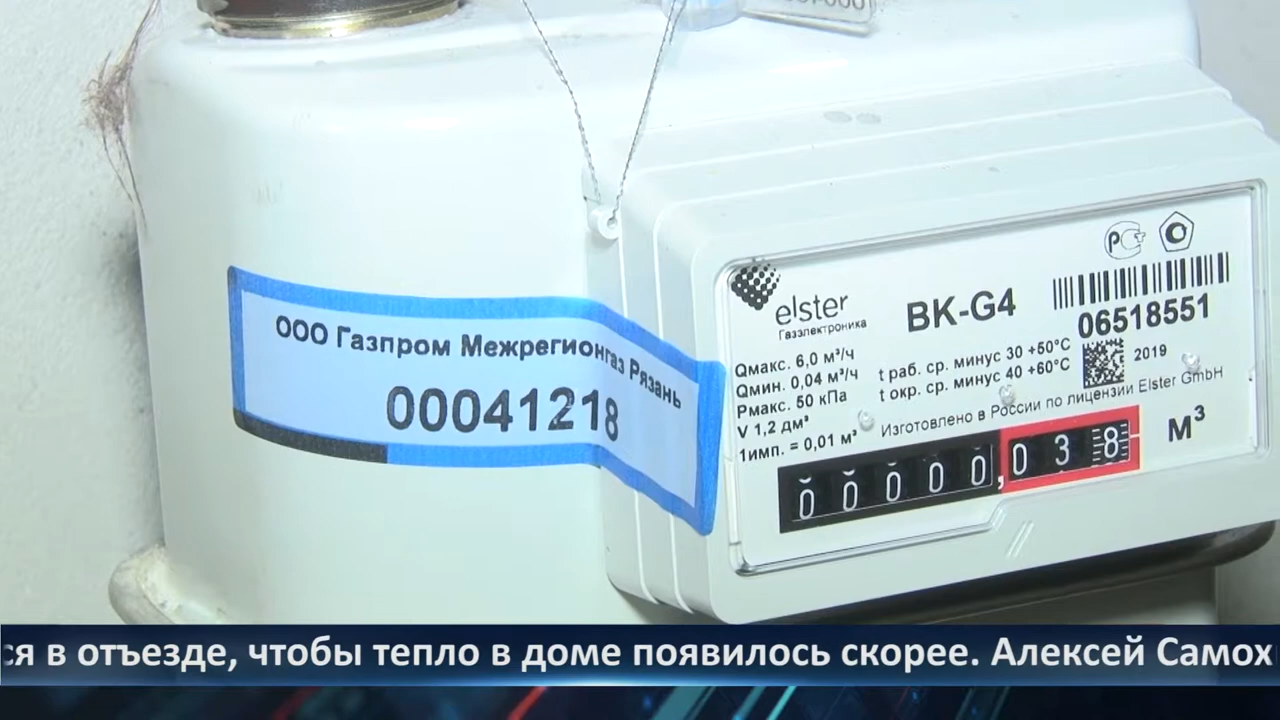 ООО Газпром Межрегионгаз Рязань
00041218
elster
Газэлектроника
BK-G4
06518551
2019
Qмакс. 6,0 м³/ч
Qмин. 0,04 м³/ч
Pмакс. 50 кПа
V 1,2 дм³
1имп. = 0,01 м³
t раб. ср. минус 30 +50°C
t окр. ср. минус 40 +60°C
Изготовлено в России по лицензии Elster GmbH
00000,038 м³
ся в отъезде, чтобы тепло в доме появилось скорее. Алексей Самох